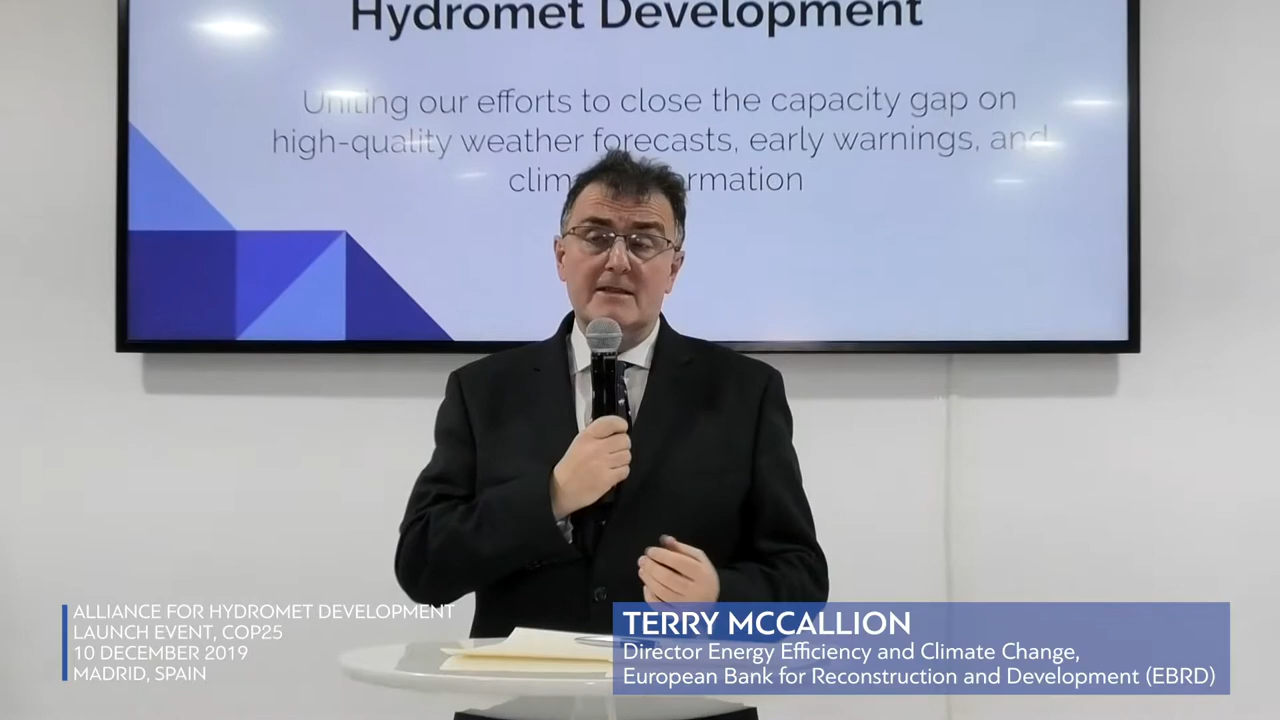 Hydromet Development
Uniting our efforts to close the capacity gap on
high-quality weather forecasts, early warnings, and
clim rmation
ALLIANCE FOR HYDROMET DEVELOPMENT
LAUNCH EVENT, COP25
10 DECEMBER 2019
MADRID, SPAIN
TERRY MCCALLION
Director Energy Efficiency and Climate Change,
European Bank for Reconstruction and Development (EBRD)